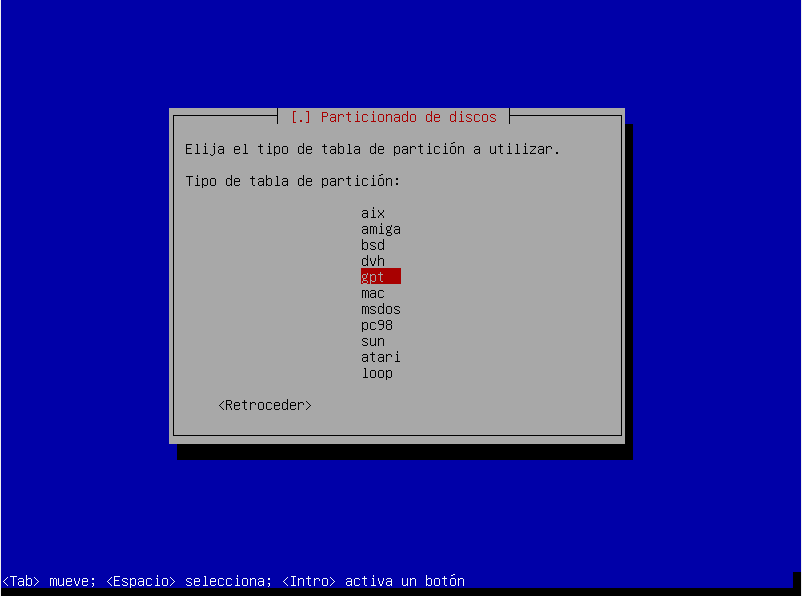 [.] Particionado de discos
Elija el tipo de tabla de partición a utilizar.
Tipo de tabla de partición:
aix
amiga
bsd
dvh
gpt
mac
msdos
pc98
sun
atari
loop
<Retroceder>
<Tab> mueve; <Espacio> selecciona; <Intro> activa un botón